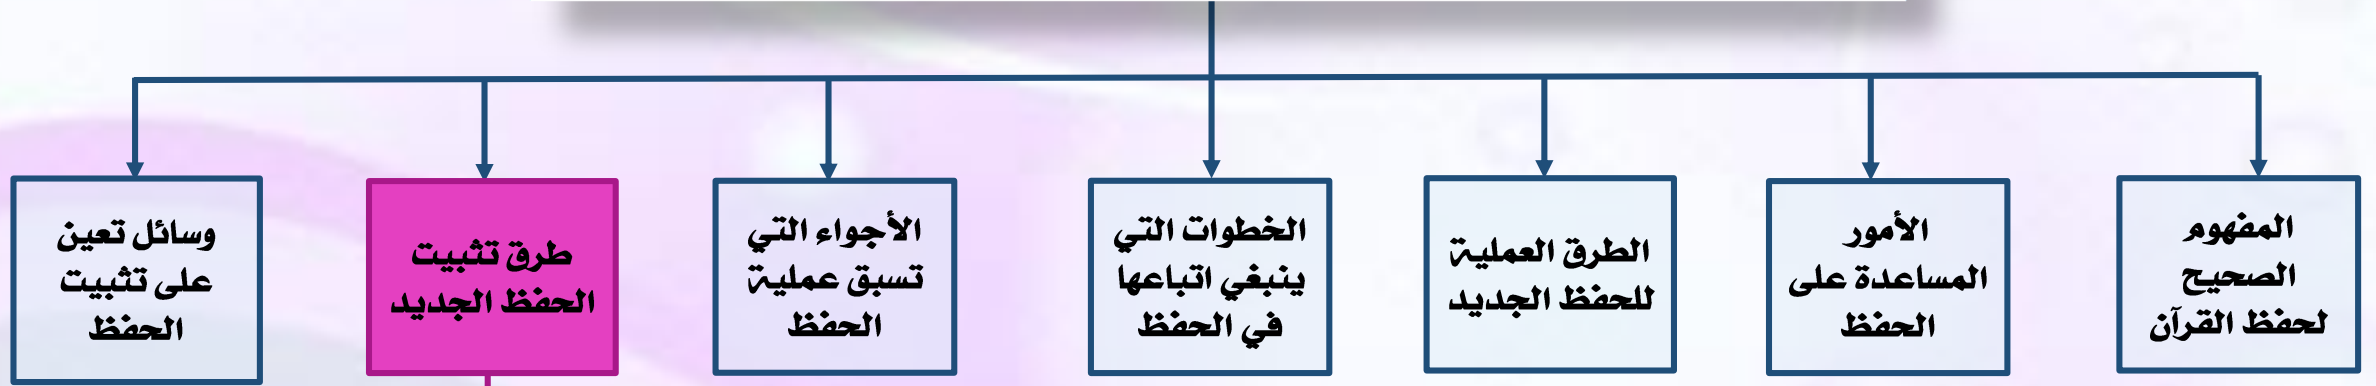 المفهوم
الصحيح
لحفظ القرآن
الأمور
المساعدة على
الحفظ
الطرق العملية
للحفظ الجديد
الخطوات التي
ينبغي اتباعها
في الحفظ
الأجواء التي
تسبق عملية
الحفظ
طرق تثبيت
الحفظ الجديد
وسائل تعين
على تثبيت
الحفظ